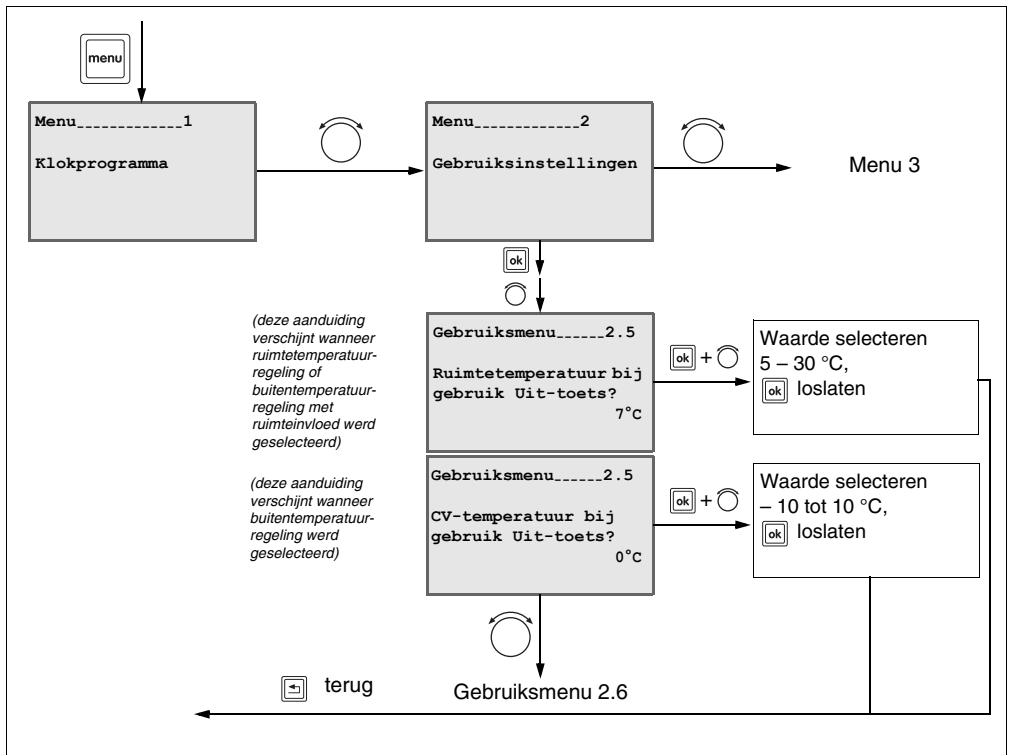 menu
Menu_____________1
Klokprogramma
Menu_____________2
Gebruiksinstellingen
Menu 3
ok
(deze aanduiding
verschijnt wanneer
ruimtetemperatuur-
regeling of
buitentemperatuur-
regeling met
ruimteinvloed werd
geselecteerd)
Gebruiksmenu______2.5
Ruimtetemperatuur bij
gebruik Uit-toets?
7°C
ok +
Waarde selecteren
5 – 30 °C,
ok loslaten
(deze aanduiding
verschijnt wanneer
buitentemperatuur-
regeling werd
geselecteerd)
Gebruiksmenu______2.5
CV-temperatuur bij
gebruik Uit-toets?
0°C
ok +
Waarde selecteren
– 10 tot 10 °C,
ok loslaten
terug
Gebruiksmenu 2.6